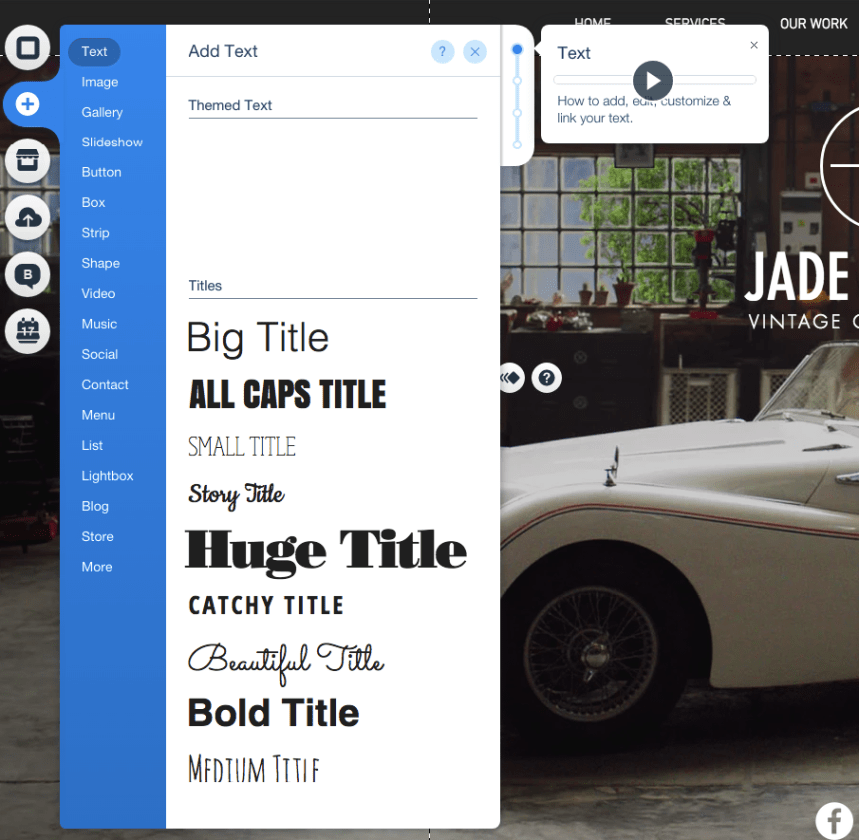 HOME SERVICES OUR WORK
Text
Image
Gallery
Slideshow
Button
Box
Strip
Shape
Video
Music
Social
Contact
Menu
List
Lightbox
Blog
Store
More
Add Text
?
Themed Text
Titles
Big Title
ALL CAPS TITLE
SMALL TITLE
Story Title
Huge Title
CATCHY TITLE
Beautiful Title
Bold Title
MEDIUM TITLE
Text
How to add, edit, customize &
link your text.
JADE
VINTAGE
?
B